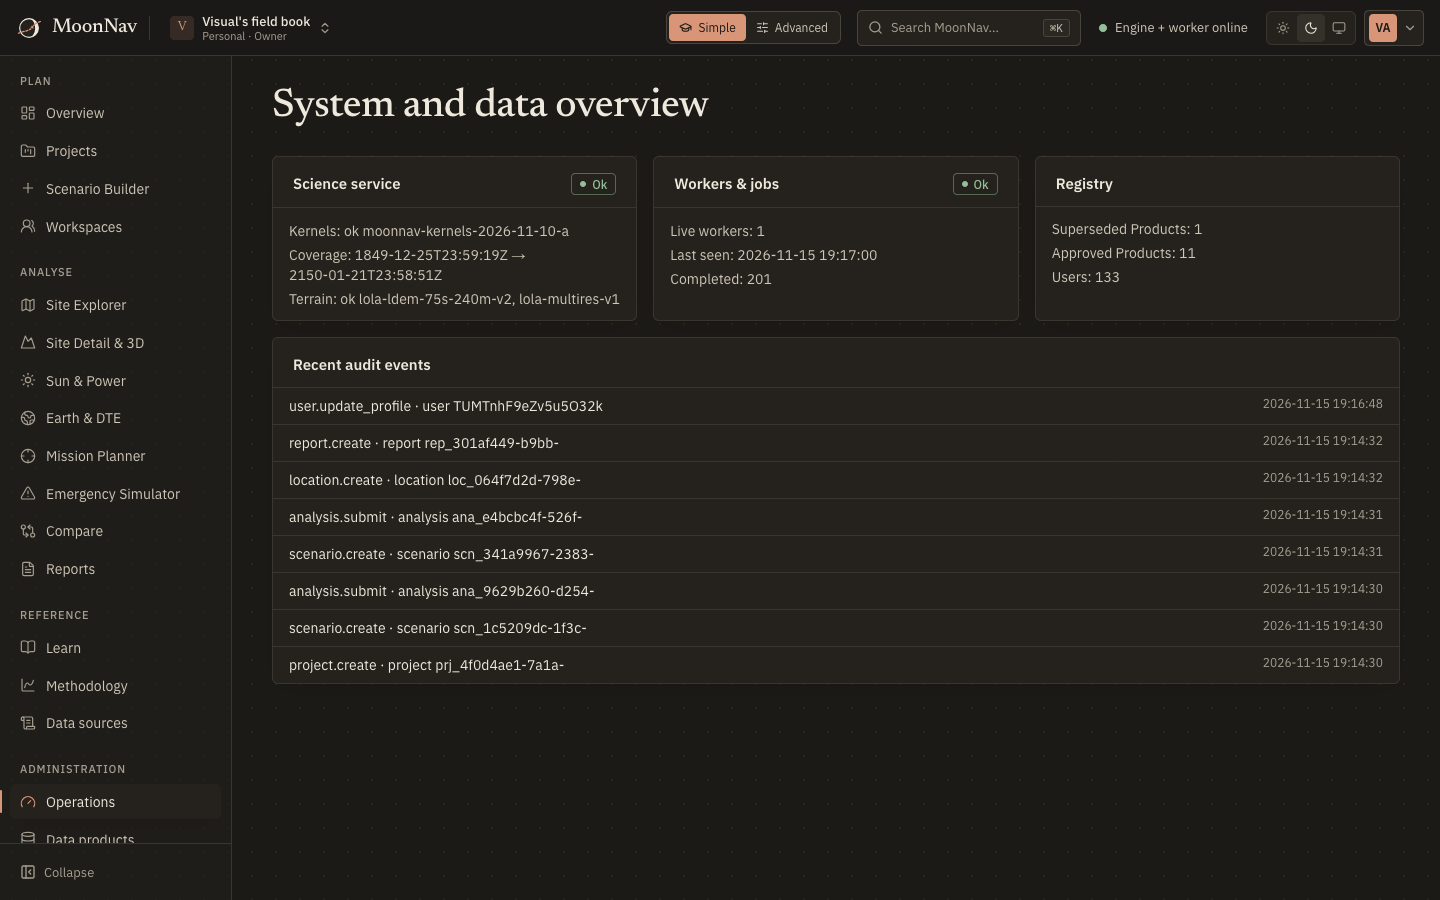 MoonNav
V
Visual's field book
Personal · Owner
Simple
Advanced
Search MoonNav...
⌘K
Engine + worker online
VA
PLAN
Overview
Projects
Scenario Builder
Workspaces
ANALYSE
Site Explorer
Site Detail & 3D
Sun & Power
Earth & DTE
Mission Planner
Emergency Simulator
Compare
Reports
REFERENCE
Learn
Methodology
Data sources
ADMINISTRATION
Operations
Data products
Collapse
System and data overview
Science service
Ok
Kernels: ok moonnav-kernels-2026-11-10-a
Coverage: 1849-12-25T23:59:19Z →
2150-01-21T23:58:51Z
Terrain: ok lola-ldem-75s-240m-v2, lola-multires-v1
Workers & jobs
Ok
Live workers: 1
Last seen: 2026-11-15 19:17:00
Completed: 201
Registry
Superseded Products: 1
Approved Products: 11
Users: 133
Recent audit events
user.update_profile · user TUMTnhF9eZv5u5O32k
2026-11-15 19:16:48
report.create · report rep_301af449-b9bb-
2026-11-15 19:14:32
location.create · location loc_064f7d2d-798e-
2026-11-15 19:14:32
analysis.submit · analysis ana_e4bcbc4f-526f-
2026-11-15 19:14:31
scenario.create · scenario scn_341a9967-2383-
2026-11-15 19:14:31
analysis.submit · analysis ana_9629b260-d254-
2026-11-15 19:14:30
scenario.create · scenario scn_1c5209dc-1f3c-
2026-11-15 19:14:30
project.create · project prj_4f0d4ae1-7a1a-
2026-11-15 19:14:30